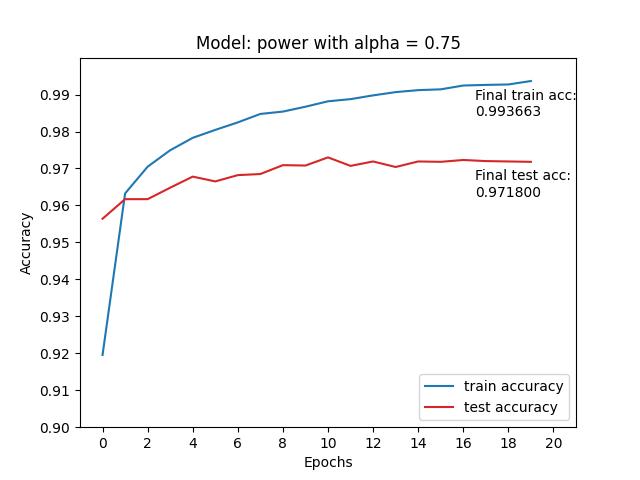 Model: power with alpha = 0.75
0.99
0.98
0.97
0.96
0.95
0.94
0.93
0.92
0.91
0.90
Accuracy
Final train acc:
0.993663
Final test acc:
0.971800
train accuracy
test accuracy
0 2 4 6 8 10 12 14 16 18 20
Epochs